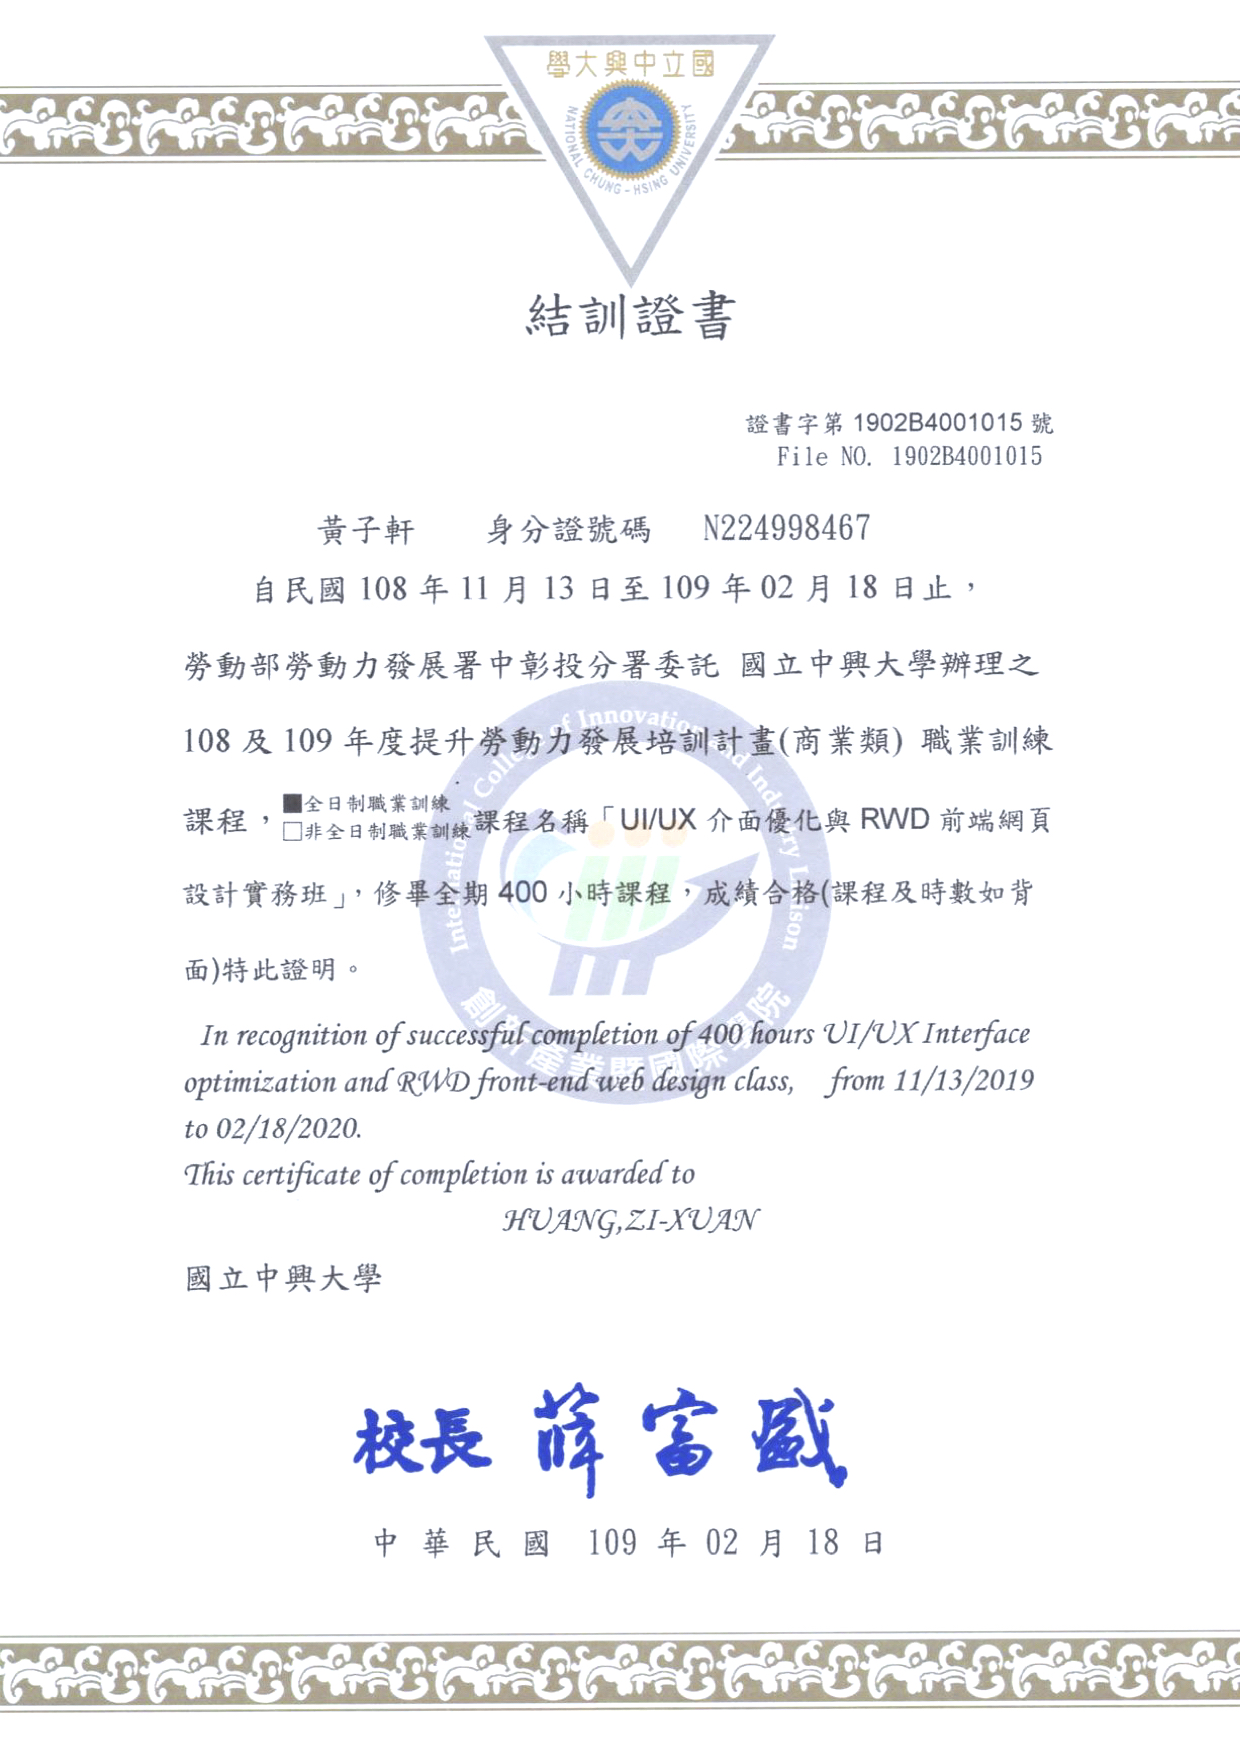 學大興中立國
NATIONAL CHUNG-HSING UNIVERSITY
結訓證書
證書字第 1902B4001015 號
File NO. 1902B4001015
黃子軒 身分證號碼 N224998467
自民國 108 年 11 月 13 日至 109 年 02 月 18 日止，
勞動部勞動力發展署中彰投分署委託 國立中興大學辦理之
108 及 109 年度提升勞動力發展培訓計畫(商業類) 職業訓練
課程，■全日制職業訓練
□非全日制職業訓練 課程名稱「UI/UX 介面優化與 RWD 前端網頁
設計實務班」，修畢全期 400 小時課程，成績合格(課程及時數如背
面)特此證明。
In recognition of successful completion of 400 hours UI/UX Interface
optimization and RWD front-end web design class, from 11/13/2019
to 02/18/2020.
This certificate of completion is awarded to
HUANG,ZI-XUAN
國立中興大學
校長 薛富盛
中華民國 109 年 02 月 18 日
International College of Innovation and Industry Liaison
創新產業暨國際學院